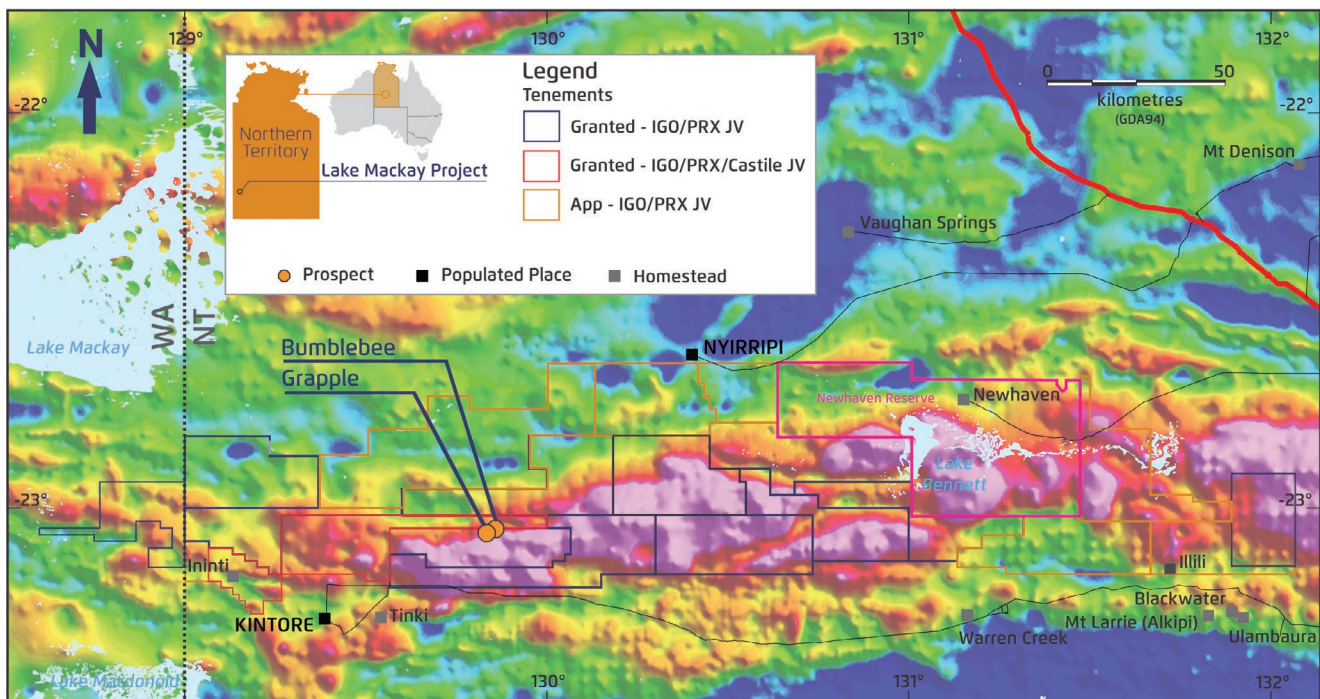 129°
130°
131°
132°
N
-22°
Northern
Territory
Lake Mackay Project
Legend
Tenements
Granted - IGO/PRX JV
Granted - IGO/PRX/Castile JV
App - IGO/PRX JV
Prospect
Populated Place
Homestead
0
50
kilometres
(GDA94)
-22°
Mt Denison
Vaughan Springs
WA
NT
Lake Mackay
Bumblebee
Grapple
NYIRRIPI
Newhaven Reserve
Newhaven
Lake
Bennett
-23°
-23°
Ininti
KINTORE
Tinki
Illili
Blackwater
Mt Larrie (Alkipi)
Ulambaura
Warren Creek
Lake Macdonold
130°
131°
132°